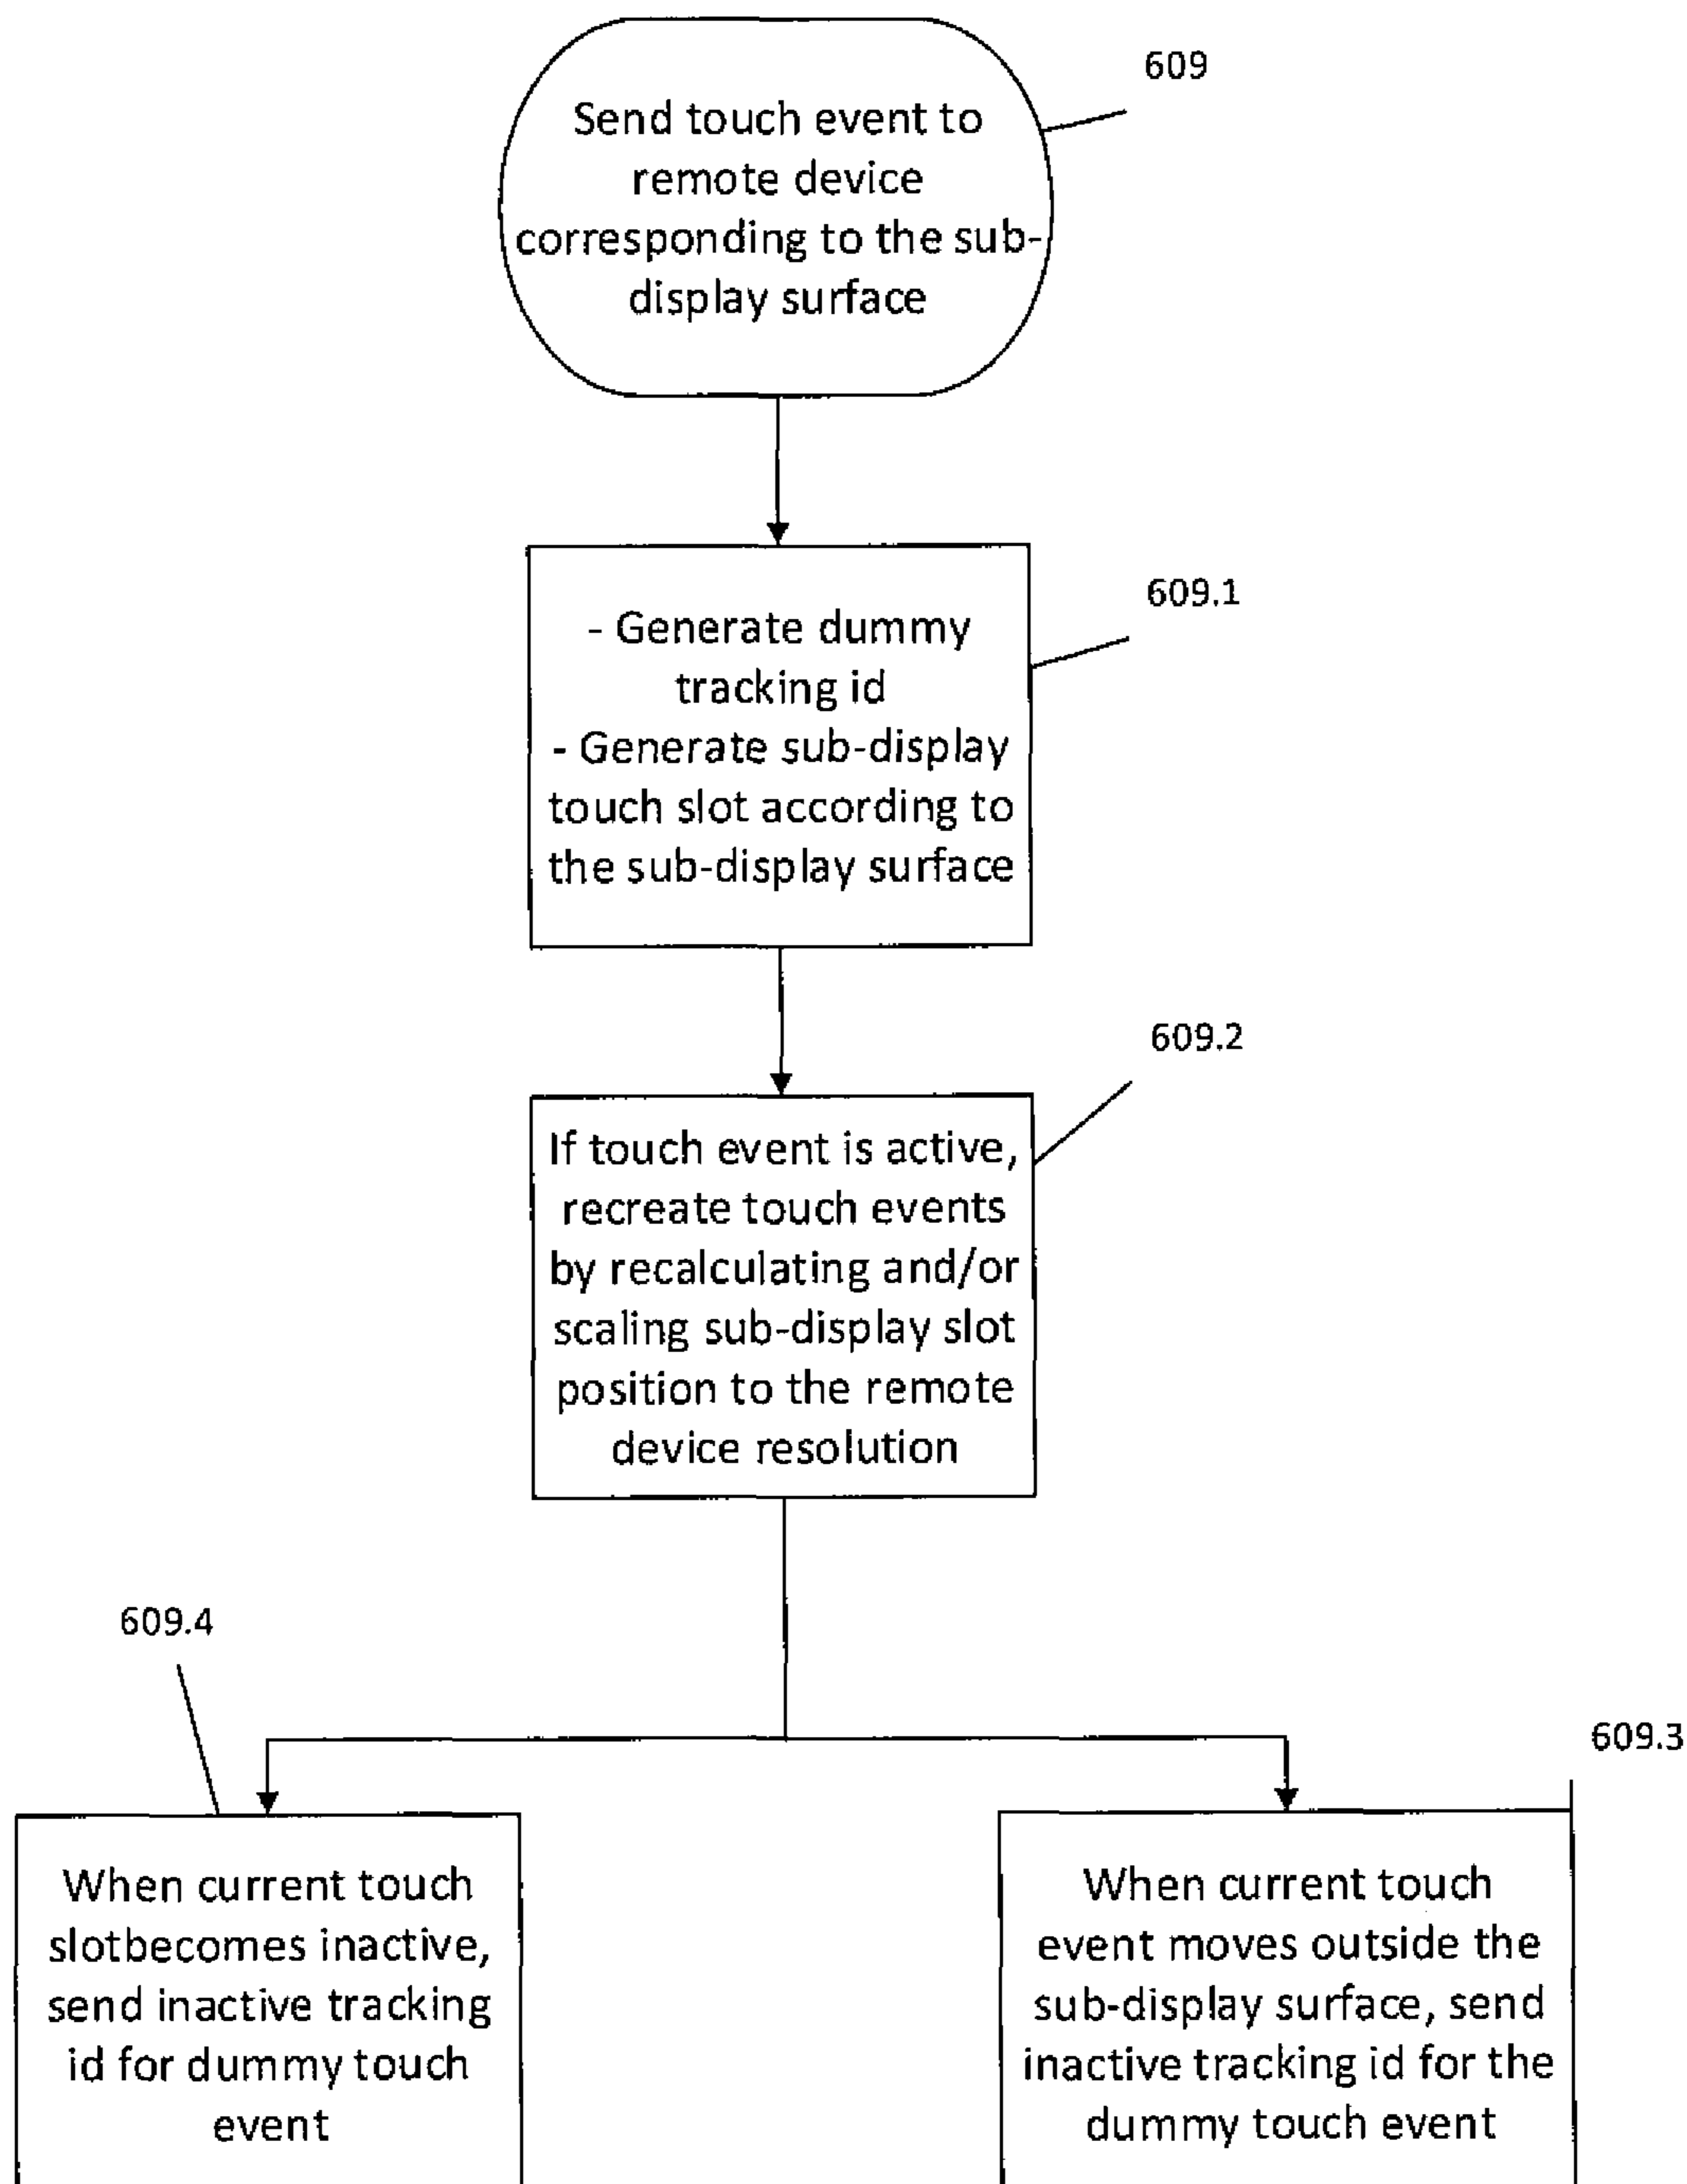 609
Send touch event to
remote device
corresponding to the sub-
display surface
609.1
- Generate dummy
tracking id
- Generate sub-display
touch slot according to
the sub-display surface
609.2
If touch event is active,
recreate touch events
by recalculating and/or
scaling sub-display slot
position to the remote
device resolution
609.4
When current touch
slotbecomes inactive,
send inactive tracking
id for dummy touch
event
609.3
When current touch
event moves outside the
sub-display surface, send
inactive tracking id for the
dummy touch event